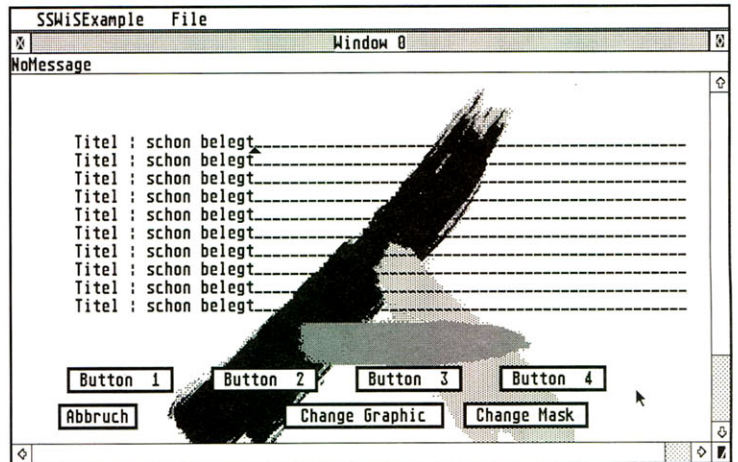 SSWiSExample File
Window 0
NoMessage
Titel : schon belegt
Titel : schon belegt
Titel : schon belegt
Titel : schon belegt
Titel : schon belegt
Titel : schon belegt
Titel : schon belegt
Titel : schon belegt
Titel : schon belegt
Titel : schon belegt
Button 1 Button 2 Button 3 Button 4
Abbruch Change Graphic Change Mask